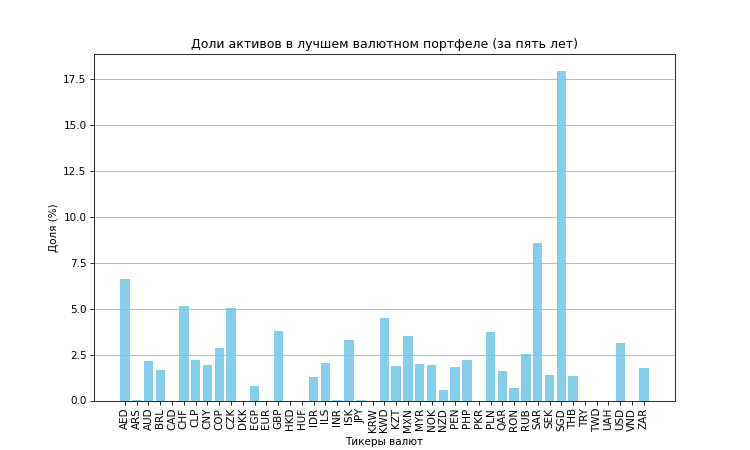 Доли активов в лучшем валютном портфеле (за пять лет)
Доля (%)
17.5
15.0
12.5
10.0
7.5
5.0
2.5
0.0
AED
ARS
AUD
BRL
CAD
CHF
CLP
CNY
COP
CZK
DKK
EGP
EUR
GBP
HKD
HUF
IDR
ILS
INR
ISK
JPY
KRW
KWD
KZT
MXN
MYR
NOK
NZD
PEN
PHP
PKR
PLN
QAR
RON
RUB
SAR
SEK
SGD
THB
TRY
TWD
UAH
USD
VND
ZAR
Тикеры валют